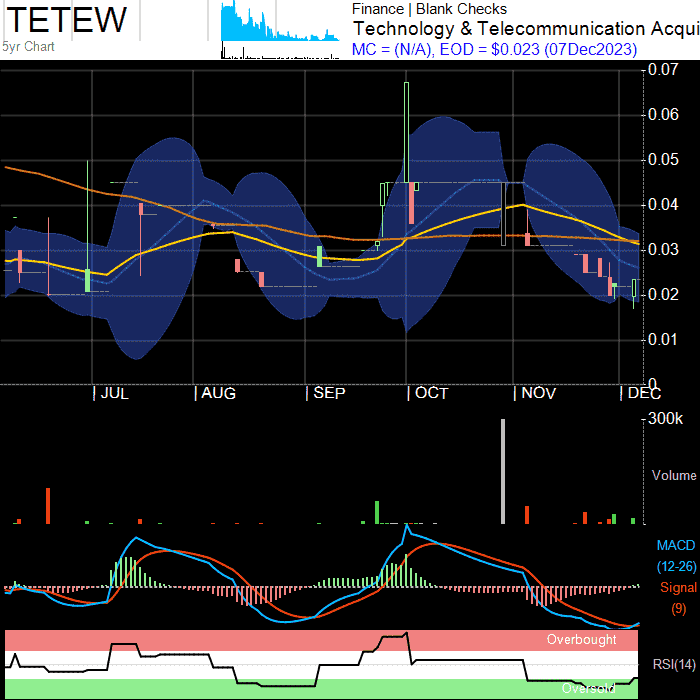 TETEW
5yr Chart
Finance | Blank Checks
Technology & Telecommunication Acqui
MC = (N/A), EOD = $0.023 (07Dec2023)
0.07
0.06
0.05
0.04
0.03
0.02
0.01
0
JUL AUG SEP OCT NOV DEC
300k
Volume
MACD
(12-26)
Signal
(9)
Overbought
RSI(14)
Oversold